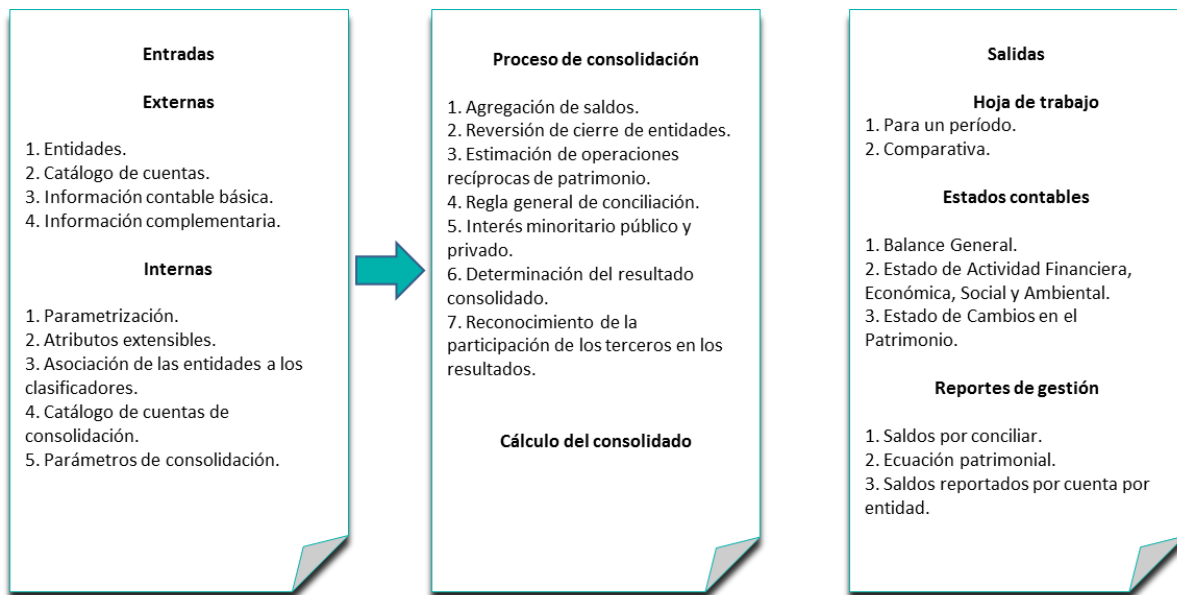 Entradas
Externas
1. Entidades.
2. Catálogo de cuentas.
3. Información contable básica.
4. Información complementaria.
Internas
1. Parametrización.
2. Atributos extensibles.
3. Asociación de las entidades a los
clasificadores.
4. Catálogo de cuentas de
consolidación.
5. Parámetros de consolidación.
Proceso de consolidación
1. Agregación de saldos.
2. Reversión de cierre de entidades.
3. Estimación de operaciones
recíprocas de patrimonio.
4. Regla general de conciliación.
5. Interés minoritario público y
privado.
6. Determinación del resultado
consolidado.
7. Reconocimiento de la
participación de los terceros en los
resultados.
Cálculo del consolidado
Salidas
Hoja de trabajo
1. Para un período.
2. Comparativa.
Estados contables
1. Balance General.
2. Estado de Actividad Financiera,
Económica, Social y Ambiental.
3. Estado de Cambios en el
Patrimonio.
Reportes de gestión
1. Saldos por conciliar.
2. Ecuación patrimonial.
3. Saldos reportados por cuenta por
entidad.